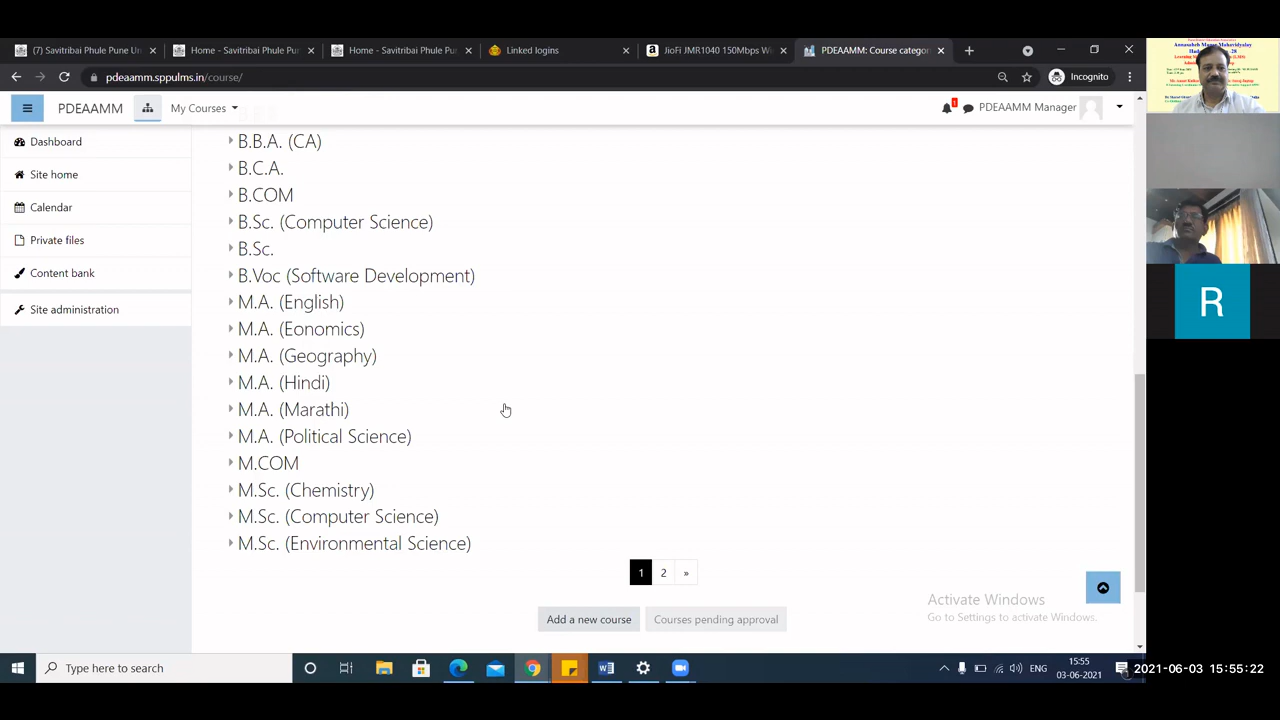 (7) Savitribai Phule Pune Un
Home - Savitribai Phule Pun
Home - Savitribai Phule Pun
Linked logins
JioFi JMR1040 150Mbps Wi
PDEAAMM: Course categor
pdeaamm.sppulms.in/course/
Incognito
PDEAAMM
My Courses
1
PDEAAMM Manager
Dashboard
Site home
Calendar
Private files
Content bank
Site administration
B.B.A. (CA)
B.C.A.
B.COM
B.Sc. (Computer Science)
B.Sc.
B.Voc (Software Development)
M.A. (English)
M.A. (Eonomics)
M.A. (Geography)
M.A. (Hindi)
M.A. (Marathi)
M.A. (Political Science)
M.COM
M.Sc. (Chemistry)
M.Sc. (Computer Science)
M.Sc. (Environmental Science)
1 2 »
Add a new course
Courses pending approval
Activate Windows
Go to Settings to activate Windows.
R
Type here to search
ENG
15:55
03-06-2021
2021-06-03 15:55:22